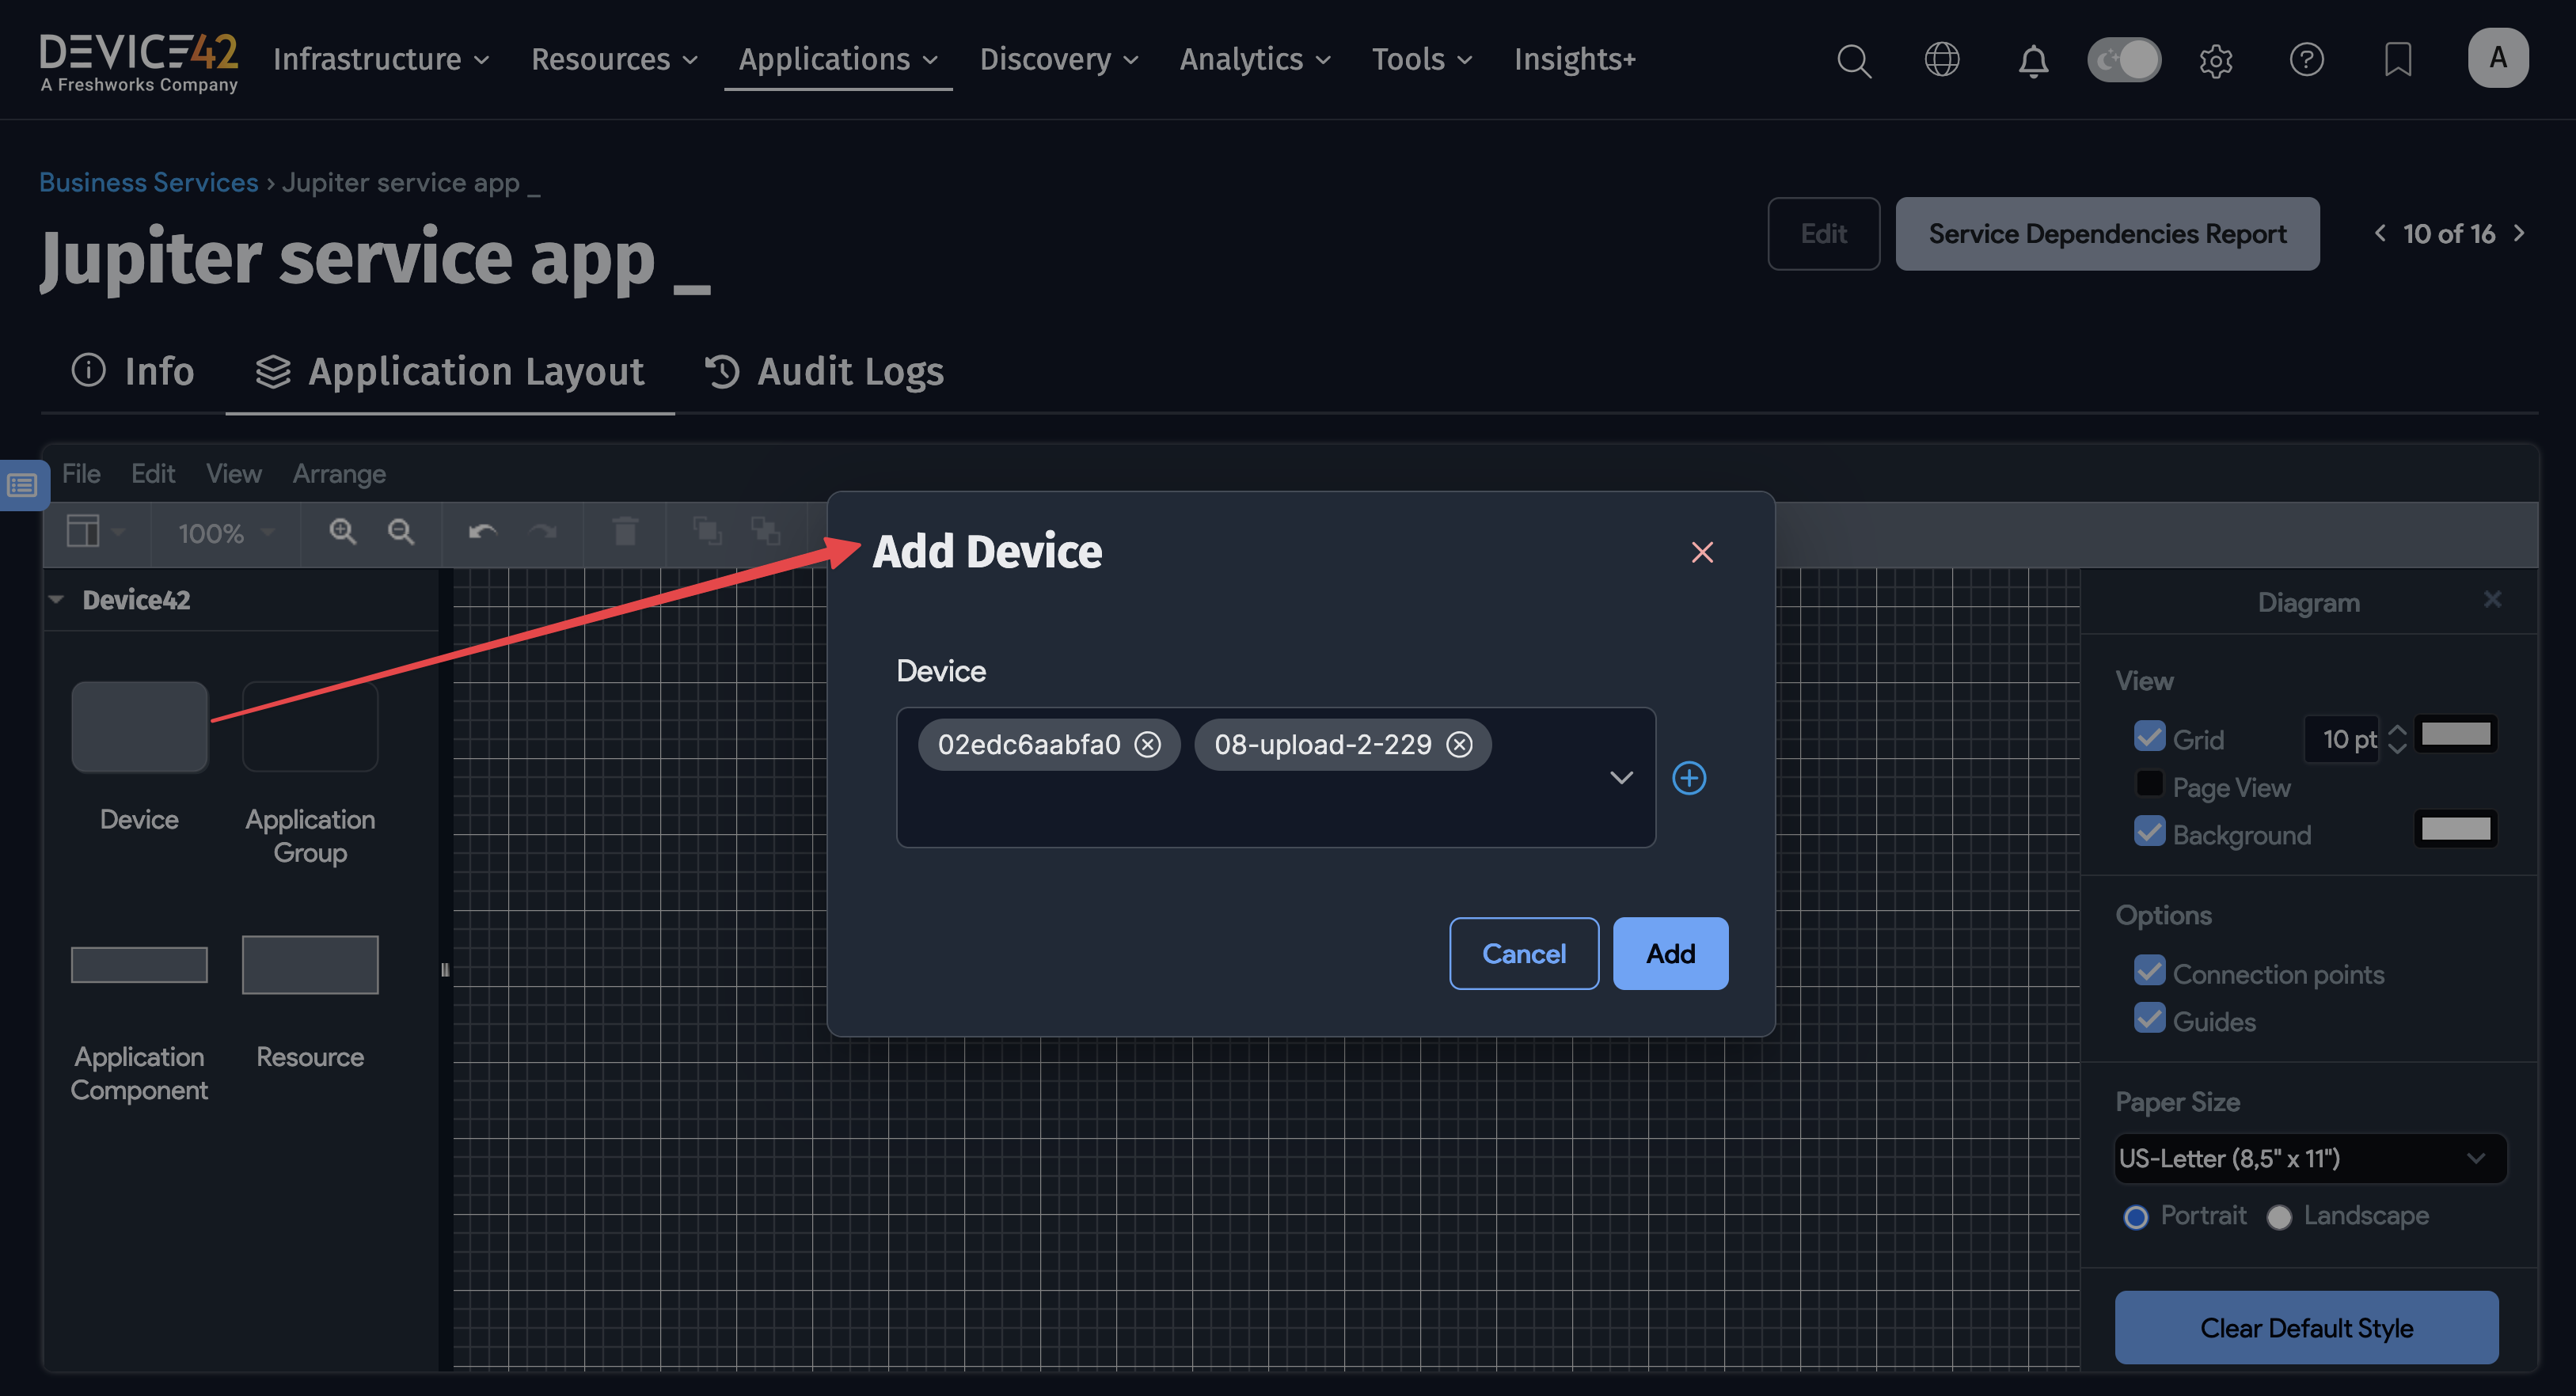 DEVICE42
A Freshworks Company
Infrastructure Resources Applications Discovery Analytics Tools Insights+
A
Business Services › Jupiter service app _
Jupiter service app _
Edit Service Dependencies Report 10 of 16
Info Application Layout Audit Logs
File Edit View Arrange
100%
Device42
Device
Application
Group
Application
Component
Resource
Add Device
Device
02edc6aabfa0 08-upload-2-229
Cancel Add
Diagram
View
Grid 10 pt
Page View
Background
Options
Connection points
Guides
Paper Size
US-Letter (8,5" x 11")
Portrait Landscape
Clear Default Style